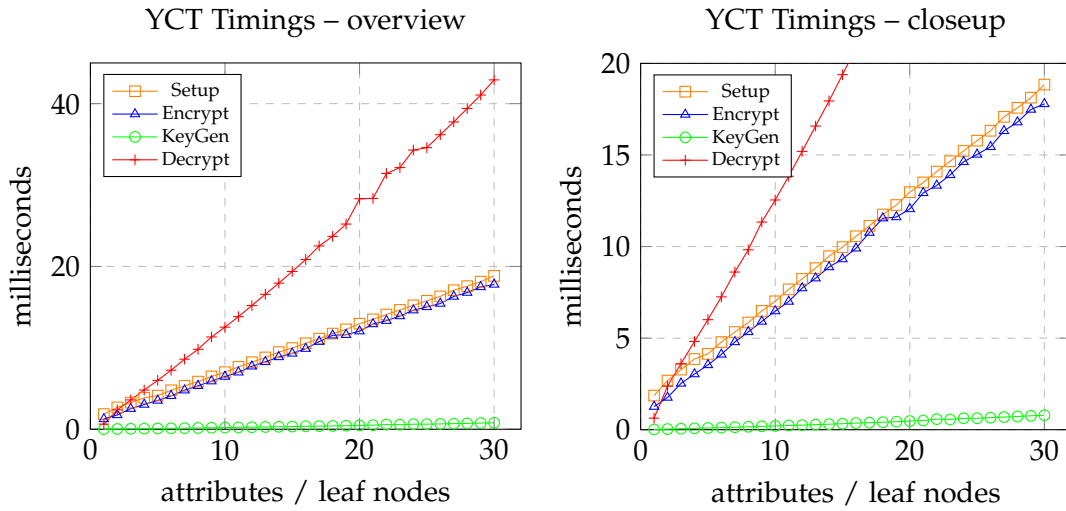 YCT Timings – overview
milliseconds
40
20
0
Setup
Encrypt
KeyGen
Decrypt
0
10
20
30
attributes / leaf nodes
YCT Timings – closeup
milliseconds
20
15
10
5
0
Setup
Encrypt
KeyGen
Decrypt
0
10
20
30
attributes / leaf nodes